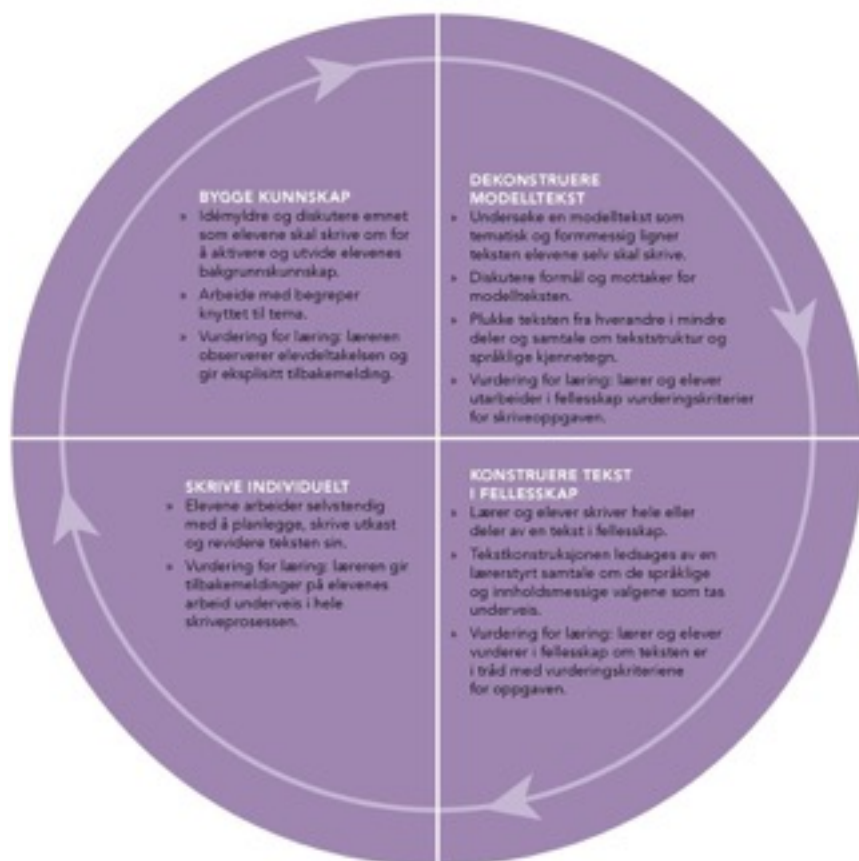 BYGGE KUNNSKAP
» Idémyldre og diskutere emnet
som elevene skal skrive om for
å aktivere og utvide elevenes
bakgrunnskunnskap.
» Arbeide med begreper
knyttet til tema.
» Vurdering for læring: læreren
observerer elevdeltakelsen og
gir eksplisitt tilbakemelding.
DEKONSTRUERE
MODELLTEKST
» Undersøke en modelltekst som
tematisk og formmessig ligner
teksten elevene selv skal skrive.
» Diskutere formål og mottaker for
modellteksten.
» Plukke teksten fra hverandre i mindre
deler og samtale om tekststruktur og
språklige kjennetegn.
» Vurdering for læring: lærer og elever
utarbeider i fellesskap vurderingskriterier
for skriveoppgaven.
SKRIVE INDIVIDUELT
» Elevene arbeider selvstendig
med å planlegge, skrive utkast
og revidere teksten sin.
» Vurdering for læring: læreren gir
tilbakemeldinger på elevenes
arbeid underveis i hele
skriveprosessen.
KONSTRUERE TEKST
I FELLESSKAP
» Lærer og elever skriver hele eller
deler av en tekst i fellesskap.
» Tekstkonstruksjonen ledsages av en
lærerstyrt samtale om de språklige
og innholdsmessige valgene som tas
underveis.
» Vurdering for læring: lærer og elever
vurderer i fellesskap om teksten er
i tråd med vurderingskriteriene
for oppgaven.